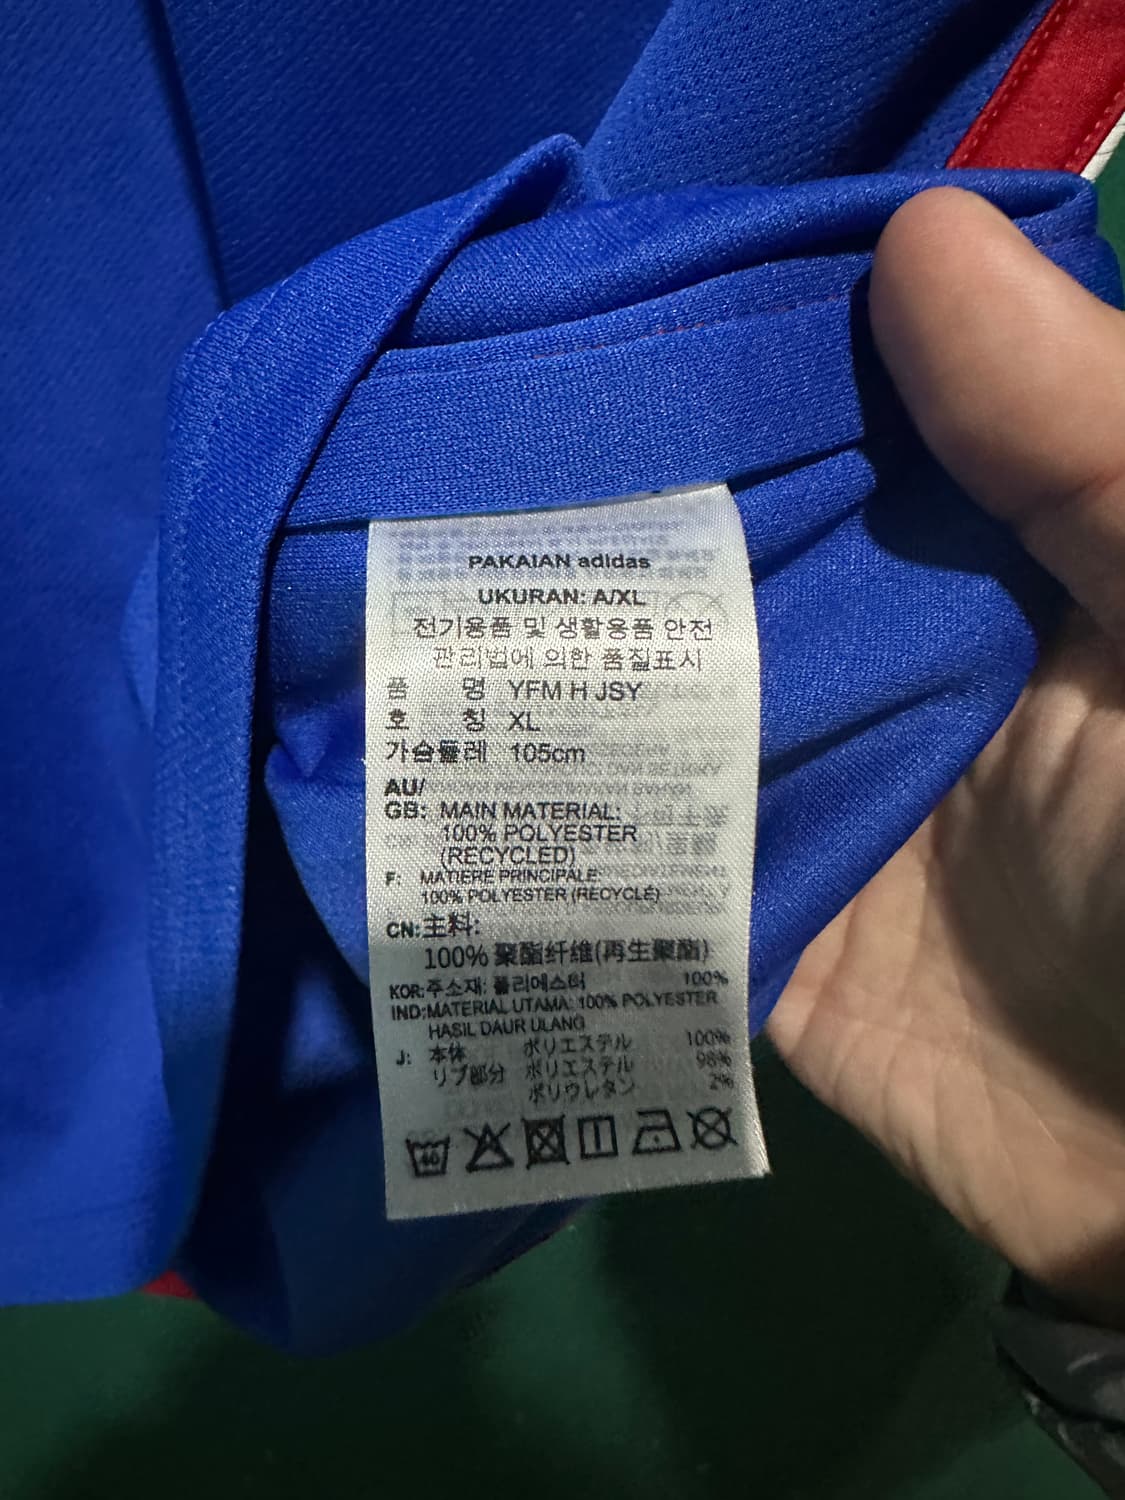 PAKAIAN adidas
UKURAN: A/XL
전기용품 및 생활용품 안전
관리법에 의한 품질표시
품 명 YFM H JSY
호 칭 XL
가슴둘레 105cm
AU/
GB: MAIN MATERIAL:
100% POLYESTER
(RECYCLED)
F: MATIERE PRINCIPALE:
100% POLYESTER (RECYCLÉ)
CN:主料:
100% 聚酯纤维(再生聚酯)
KOR:주소재: 폴리에스터 100%
IND:MATERIAL UTAMA: 100% POLYESTER
HASIL DAUR ULANG
J: 本体 ポリエステル 100%
リブ部分 ポリエステル 98%
ポリウレタン 2%
40